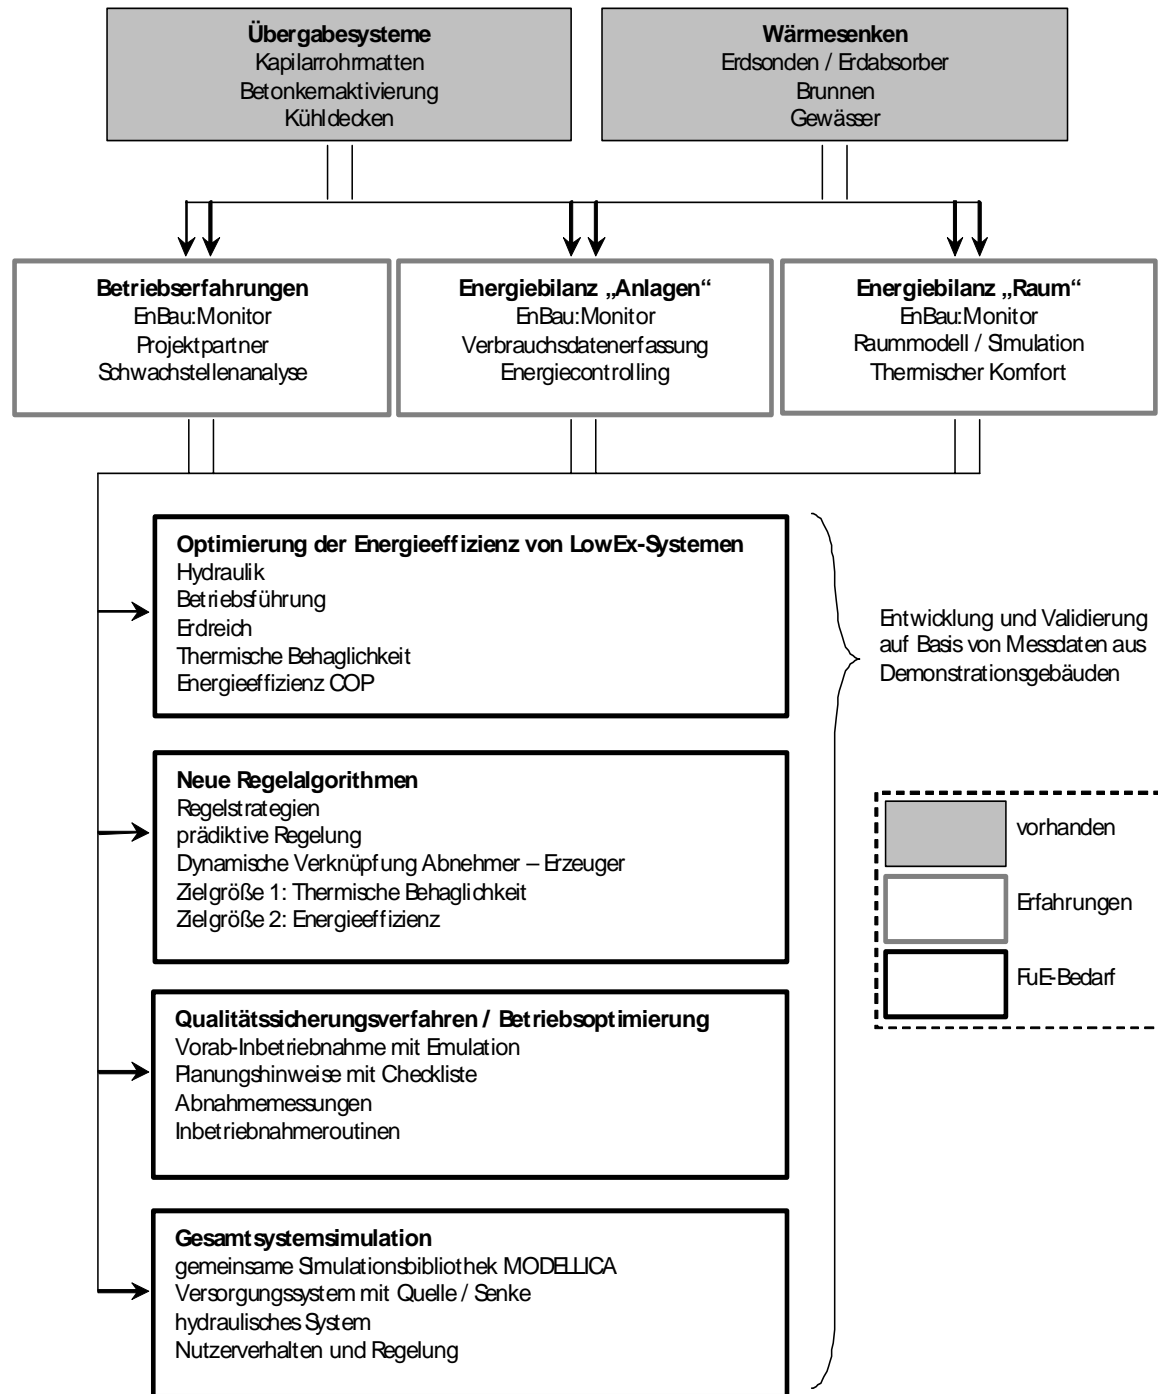 Übergabesysteme
Kapilarrohrmatten
Betonkernaktivierung
Kühldecken
Wärmesenken
Erdsonden / Erdabsorber
Brunnen
Gewässer
Betriebserfahrungen
EnBau:Monitor
Projektpartner
Schwachstellenanalyse
Energiebilanz „Anlagen“
EnBau:Monitor
Verbrauchsdatenerfassung
Energiecontrolling
Energiebilanz „Raum“
EnBau:Monitor
Raummodell / Simulation
Thermischer Komfort
Optimierung der Energieeffizienz von LowEx-Systemen
Hydraulik
Betriebsführung
Erdreich
Thermische Behaglichkeit
Energieeffizienz COP
Neue Regelalgorithmen
Regelstrategien
prädiktive Regelung
Dynamische Verknüpfung Abnehmer – Erzeuger
Zielgröße 1: Thermische Behaglichkeit
Zielgröße 2: Energieeffizienz
Qualitätssicherungsverfahren / Betriebsoptimierung
Vorab-Inbetriebnahme mit Emulation
Planungshinweise mit Checkliste
Abnahmemessungen
Inbetriebnahmeroutinen
Gesamtsystemsimulation
gemeinsame Simulationsbibliothek MODELLICA
Versorgungssystem mit Quelle / Senke
hydraulisches System
Nutzerverhalten und Regelung
Entwicklung und Validierung
auf Basis von Messdaten aus
Demonstrationsgebäuden
vorhanden
Erfahrungen
FuE-Bedarf